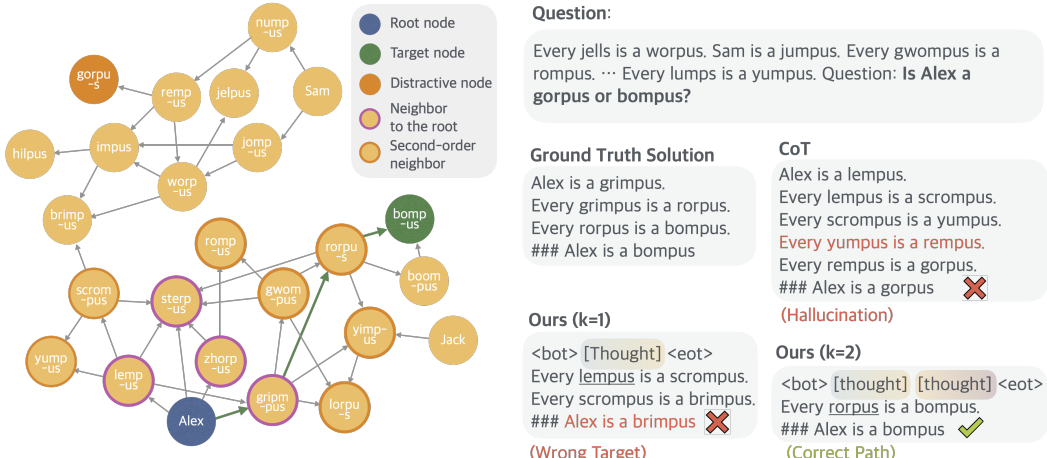 nump
-us
gorpu
-s
remp
-us
jelpus
Sam
hilpus
impus
jomp
-us
worp
-us
brimp
-us
Root node
Target node
Distractive node
Neighbor
to the root
Second-order
neighbor
bomp
-us
romp
-us
rorpu
-s
boom
-pus
scrom
-pus
sterp
-us
gwom
-pus
yimp-
us
Jack
yump
-us
lemp
-us
zhorp
-us
gripm
-pus
lorpu
-s
Alex
Question:
Every jells is a worpus. Sam is a jumpus. Every gwompus is a
rompus. ··· Every lumps is a yumpus. Question: Is Alex a
gorpus or bompus?
Ground Truth Solution
Alex is a grimpus.
Every grimpus is a rorpus.
Every rorpus is a bompus.
### Alex is a bompus
CoT
Alex is a lempus.
Every lempus is a scrompus.
Every scrompus is a yumpus.
Every yumpus is a rempus.
Every rempus is a gorpus.
### Alex is a gorpus
(Hallucination)
Ours (k=1)
<bot> [Thought] <eot>
Every lempus is a scrompus.
Every scrompus is a brimpus.
### Alex is a brimpus
(Wrong Target)
Ours (k=2)
<bot> [thought] [thought] <eot>
Every rorpus is a bompus.
### Alex is a bompus
(Correct Path)